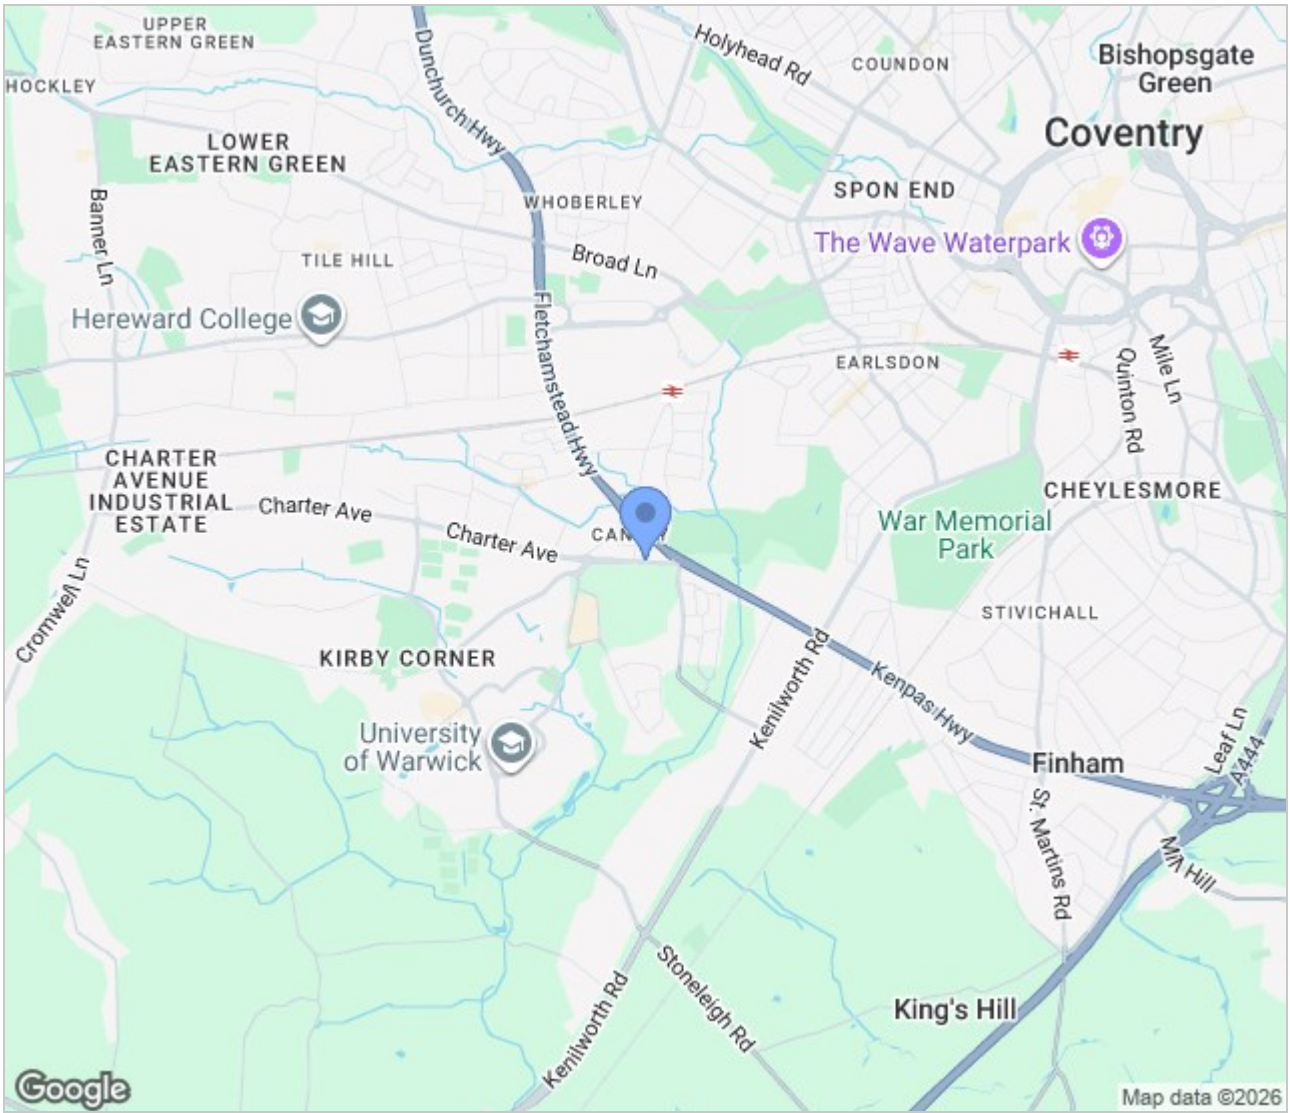 UPPER
EASTERN GREEN
HOCKLEY
Dunchurch Hwy
Holyhead Rd
COUNDON
Bishopsgate
Green
Coventry
LOWER
EASTERN GREEN
Banner Ln
WHOBERLEY
SPON END
The Wave Waterpark
Broad Ln
TILE HILL
Hereward College
Fletchamstead Hwy
EARLSDON
Quinton Rd
Mile Ln
CHARTER
AVENUE
INDUSTRIAL
ESTATE
Charter Ave
Charter Ave
CHEYLESMORE
War Memorial
Park
Cromwell Ln
STIVICHALL
KIRBY CORNER
Kenilworth Rd
Kenpas Hwy
University
of Warwick
Finham
Leaf Ln
A444
St. Martins Rd
Mill Hill
Stoneleigh Rd
Kenilworth Rd
King's Hill
Google
Map data ©2026